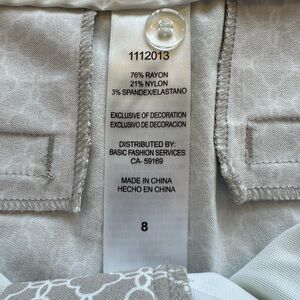 1112013
76% RAYON
21% NYLON
3% SPANDEX/ELASTANO
EXCLUSIVE OF DECORATION
EXCLUSIVO DE DECORACION
DISTRIBUTED BY:
BASIC FASHION SERVICES
CA- 59169
MADE IN CHINA
HECHO EN CHINA
8